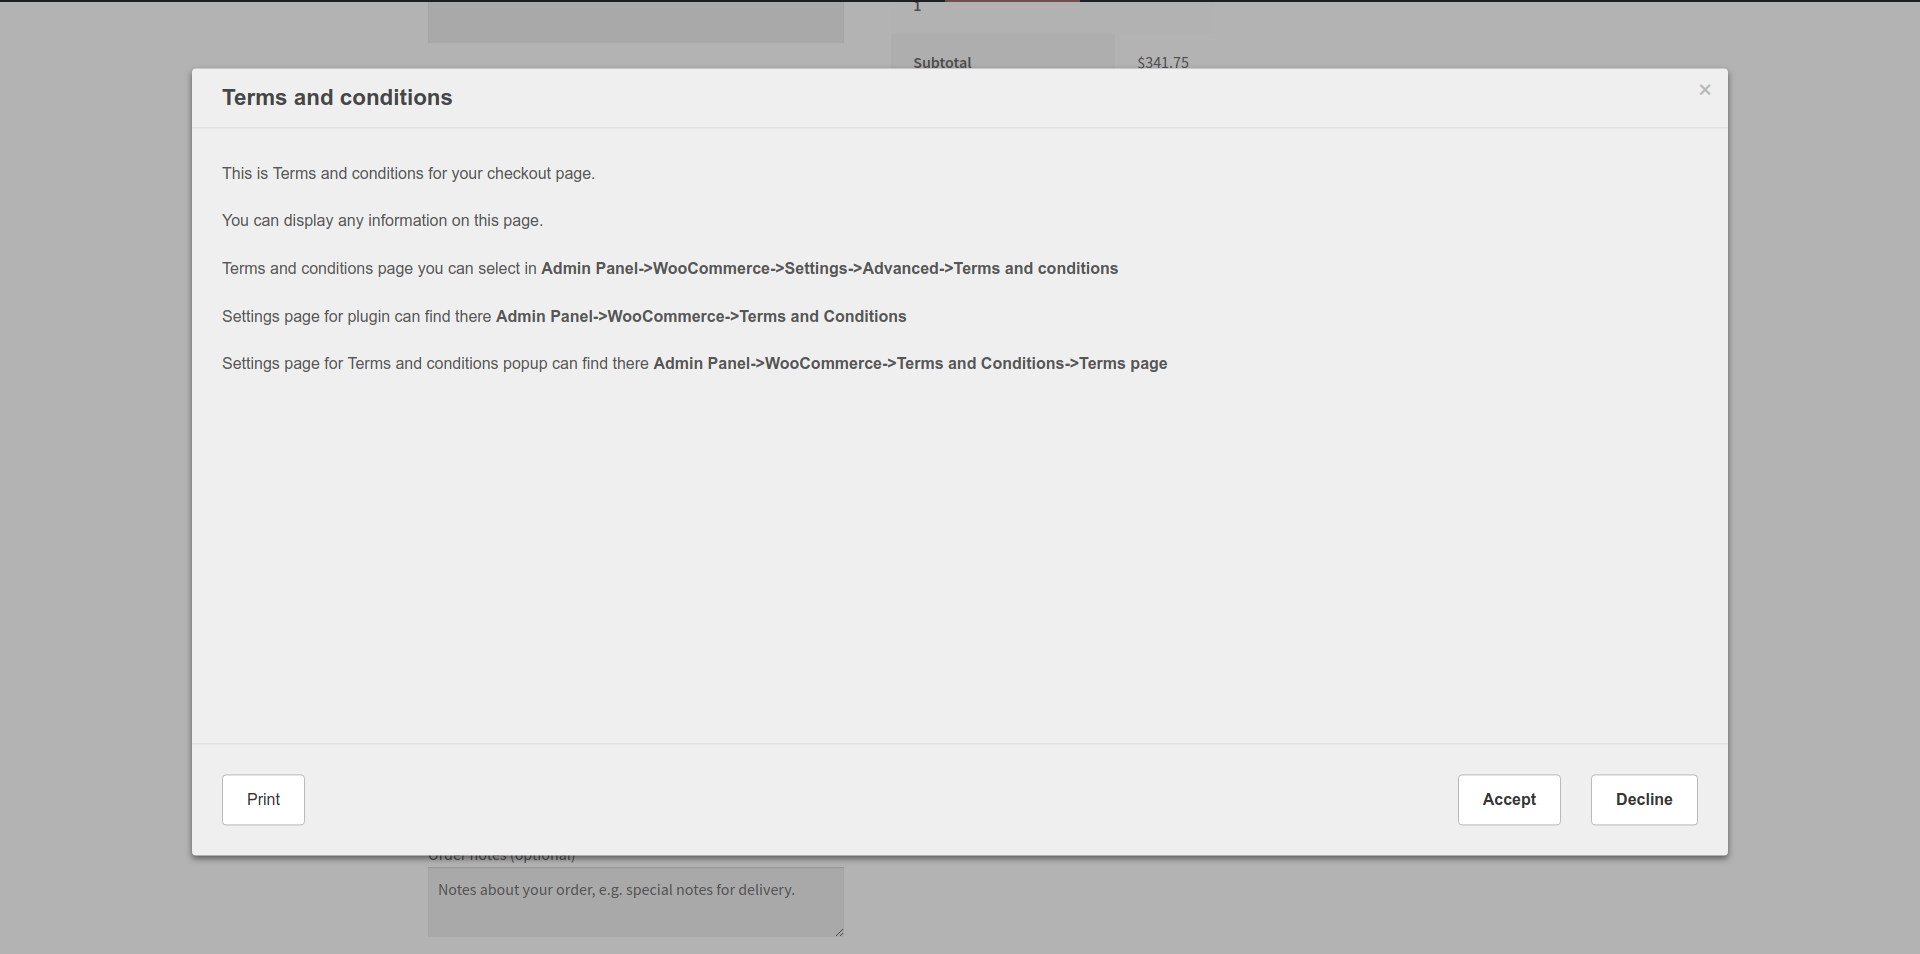 1
Subtotal $341.75
Terms and conditions ×
This is Terms and conditions for your checkout page.
You can display any information on this page.
Terms and conditions page you can select in Admin Panel->WooCommerce->Settings->Advanced->Terms and conditions
Settings page for plugin can find there Admin Panel->WooCommerce->Terms and Conditions
Settings page for Terms and conditions popup can find there Admin Panel->WooCommerce->Terms and Conditions->Terms page
Print Accept Decline
Order notes (optional)
Notes about your order, e.g. special notes for delivery.